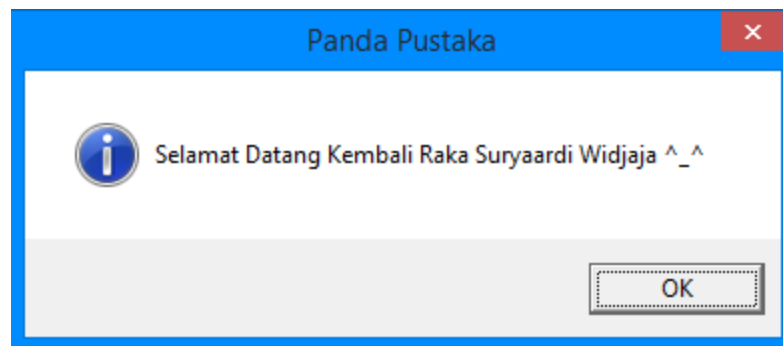 Panda Pustaka
Selamat Datang Kembali Raka Suryaardi Widjaja ^_^
OK